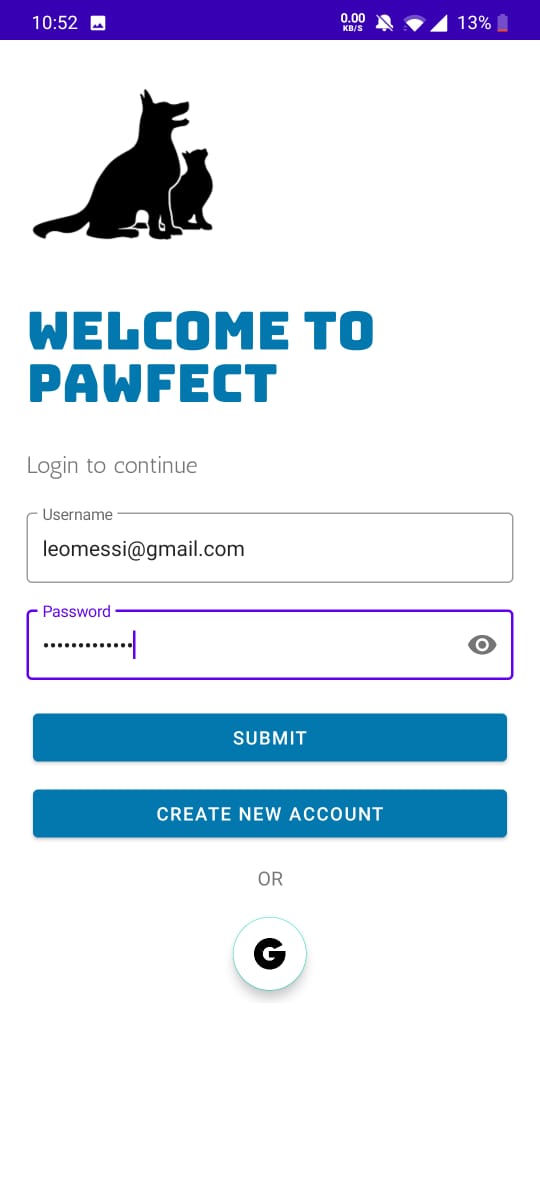 10:52 0.00 KB/S 13%
WELCOME TO
PAWFECT
Login to continue
Username
leomessi@gmail.com
Password
•••••••••••••
SUBMIT
CREATE NEW ACCOUNT
OR
G